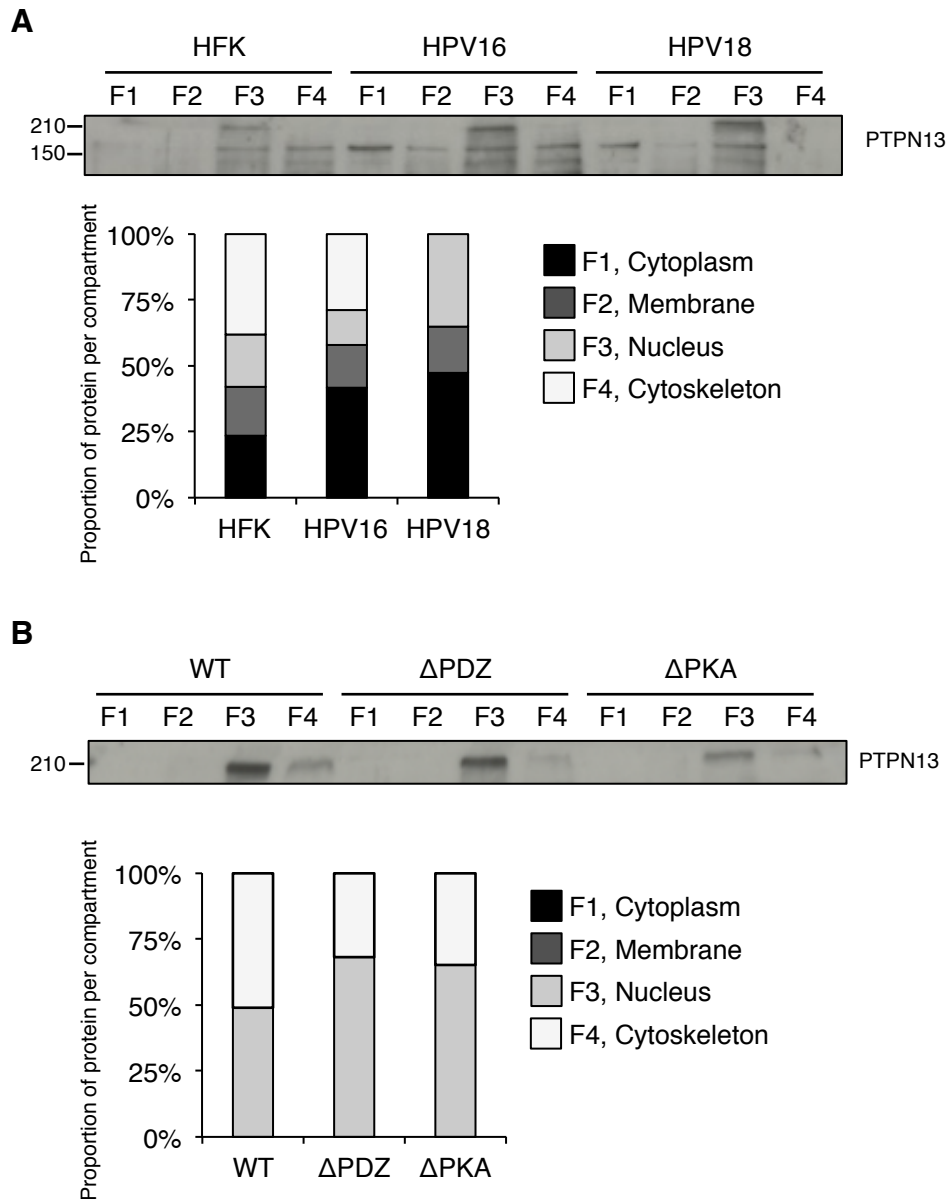 A
HFK HPV16 HPV18
F1 F2 F3 F4 F1 F2 F3 F4 F1 F2 F3 F4
210
150
PTPN13
Proportion of protein per compartment
100%
75%
50%
25%
0%
HFK HPV16 HPV18
F1, Cytoplasm
F2, Membrane
F3, Nucleus
F4, Cytoskeleton
B
WT ΔPDZ ΔPKA
F1 F2 F3 F4 F1 F2 F3 F4 F1 F2 F3 F4
210
PTPN13
Proportion of protein per compartment
100%
75%
50%
25%
0%
WT ΔPDZ ΔPKA
F1, Cytoplasm
F2, Membrane
F3, Nucleus
F4, Cytoskeleton